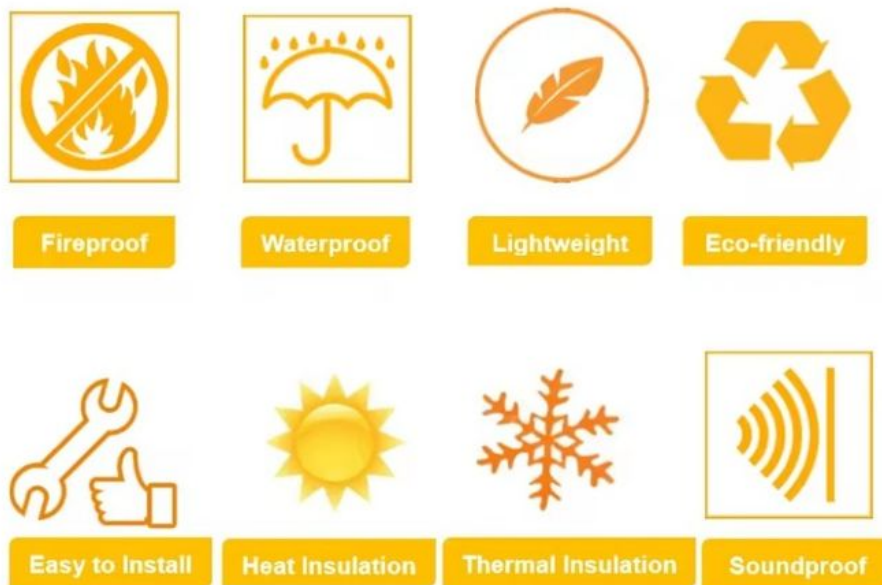 Fireproof
Waterproof
Lightweight
Eco-friendly
Easy to Install
Heat Insulation
Thermal Insulation
Soundproof